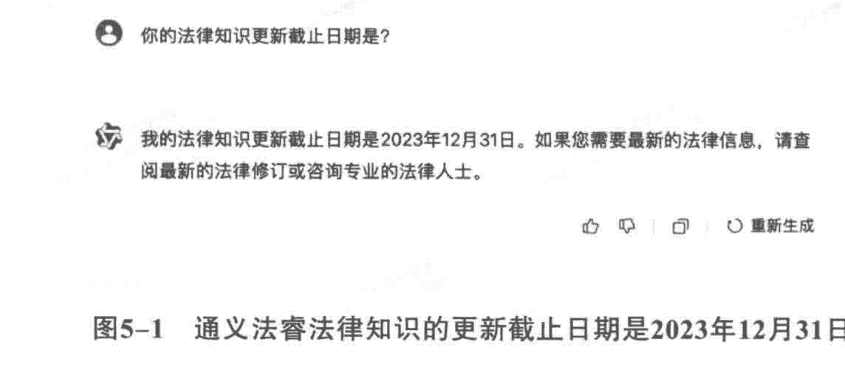 你的法律知识更新截止日期是?
我的法律知识更新截止日期是2023年12月31日。如果您需要最新的法律信息，请查
阅最新的法律修订或咨询专业的法律人士。
重新生成
图5-1 通义法睿法律知识的更新截止日期是2023年12月31日